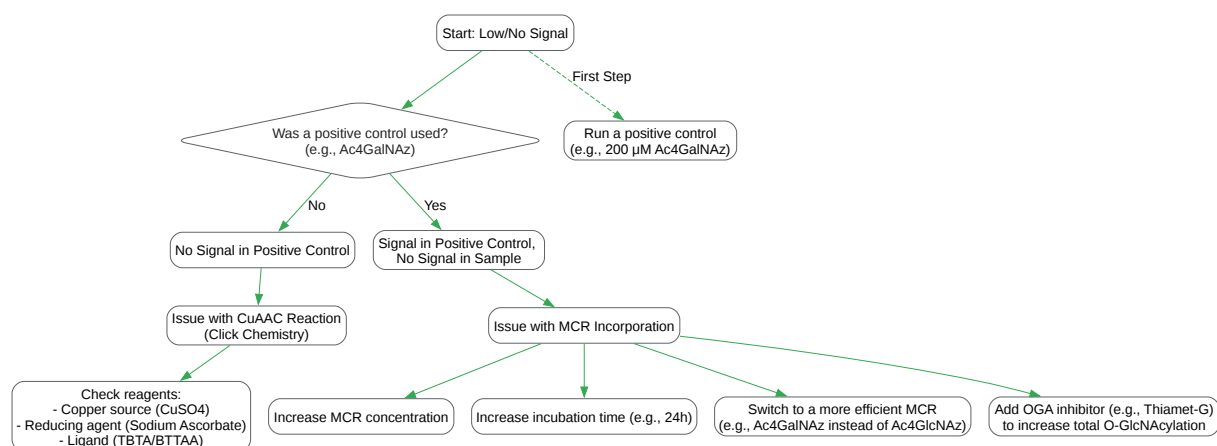 Start: Low/No Signal
First Step
Was a positive control used?
(e.g., Ac4GalNAz)
Run a positive control
(e.g., 200 μM Ac4GalNAz)
No
Yes
No Signal in Positive Control
Signal in Positive Control,
No Signal in Sample
Issue with CuAAC Reaction
(Click Chemistry)
Issue with MCR Incorporation
Check reagents:
- Copper source (CuSO4)
- Reducing agent (Sodium Ascorbate)
- Ligand (TBTA/BTTAA)
Increase MCR concentration
Increase incubation time (e.g., 24h)
Switch to a more efficient MCR
(e.g., Ac4GalNAz instead of Ac4GlcNAz)
Add OGA inhibitor (e.g., Thiamet-G)
to increase total O-GlcNAcylation